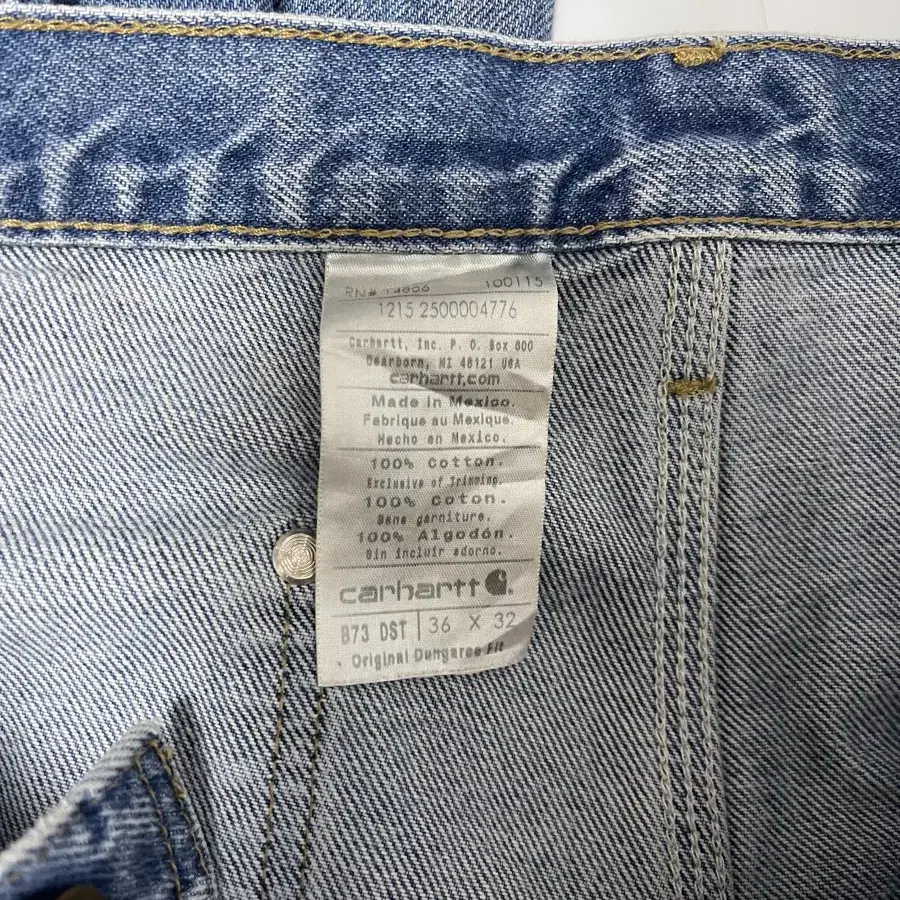 RN# 14806 100115
1215 2500004776
Carhartt, Inc. P. O. Box 600
Dearborn, MI 48121 USA
carhartt.com
Made in Mexico.
Fabrique au Mexique.
Hecho en Mexico.
100% Cotton.
Exclusive of Trimming.
100% Coton.
Sans garniture.
100% Algodón.
Sin incluir adorno.
carhartt
B73 DST 36 X 32
Original Dungaree Fit